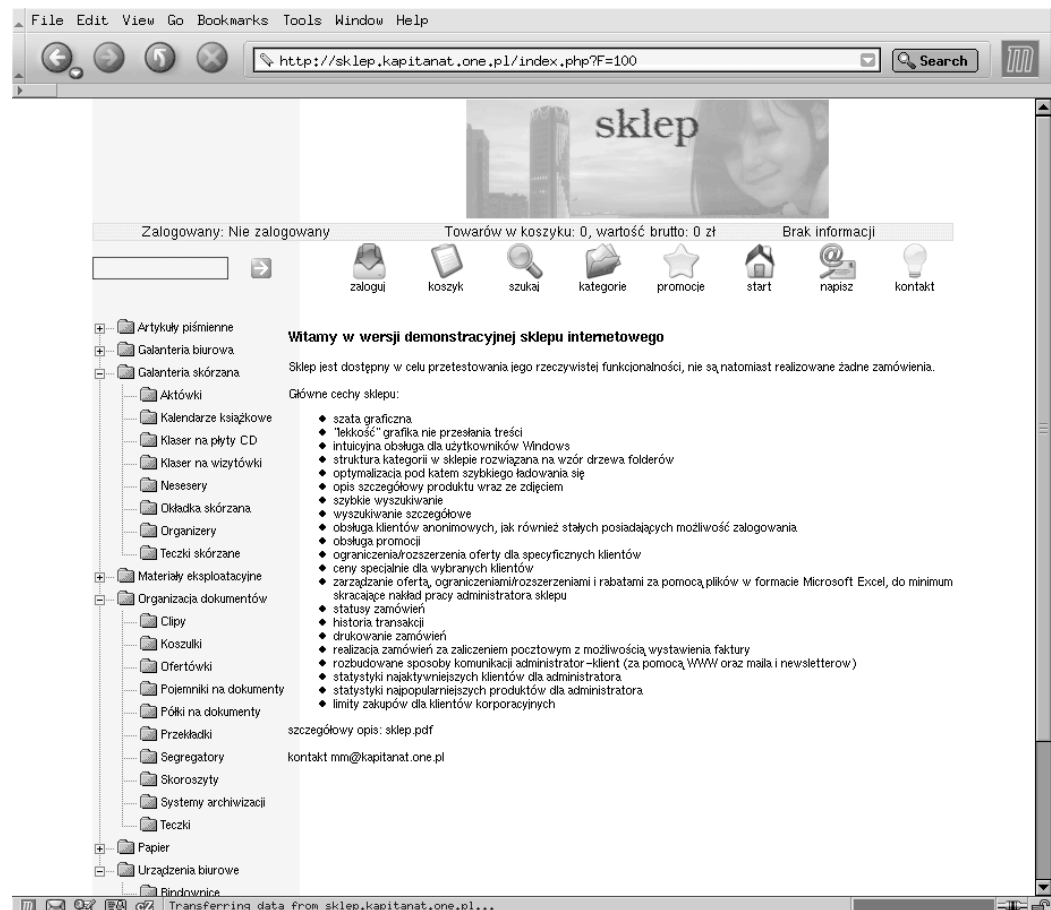 File Edit View Go Bookmarks Tools Window Help
http://sklep.kapitanat.one.pl/index.php?F=100
Search
sklep
Zalogowany: Nie zalogowany Towarów w koszyku: 0, wartość brutto: 0 zł Brak informacji
zaloguj koszyk szukaj kategorie promocje start napisz kontakt
Artykuły piśmienne
Galanteria biurowa
Galanteria skórzana
Aktówki
Kalendarze książkowe
Klaser na płyty CD
Klaser na wizytówki
Nesesery
Okładka skórzana
Organizery
Teczki skórzane
Materiały eksploatacyjne
Organizacja dokumentów
Clipy
Koszulki
Ofertówki
Pojemniki na dokumenty
Półki na dokumenty
Przekładki
Segregatory
Skoroszyty
Systemy archiwizacji
Teczki
Papier
Urządzenia biurowe
Bindownice
Witamy w wersji demonstracyjnej sklepu internetowego
Sklep jest dostępny w celu przetestowania jego rzeczywistej funkcjonalności, nie są natomiast realizowane żadne zamówienia.
Główne cechy sklepu:
szata graficzna
"lekkość" grafika nie przesłania treści
intuicyjna obsługa dla użytkowników Windows
struktura kategorii w sklepie rozwiązana na wzór drzewa folderów
optymalizacja pod katem szybkiego ładowania się
opis szczegółowy produktu wraz ze zdjęciem
szybkie wyszukiwanie
wyszukiwanie szczegółowe
obsługa klientów anonimowych, jak również stałych posiadających możliwość zalogowania
obsługa promocji
ograniczenia/rozszerzenia oferty dla specyficznych klientów
ceny specjalnie dla wybranych klientów
zarządzanie ofertą, ograniczeniami/rozszerzeniami i rabatami za pomocą plików w formacie Microsoft Excel, do minimum
skracające nakład pracy administratora sklepu
statusy zamówień
historia transakcji
drukowanie zamówień
realizacja zamówień za zaliczeniem pocztowym z możliwością wystawienia faktury
rozbudowane sposoby komunikacji administrator-klient (za pomocą WWW oraz maila i newsletterow)
statystyki najaktywniejszych klientów dla administratora
statystyki najpopularniejszych produktów dla administratora
limity zakupów dla klientów korporacyjnych
szczegółowy opis: sklep.pdf
kontakt mm@kapitanat.one.pl
Transferring data from sklep.kapitanat.one.pl...